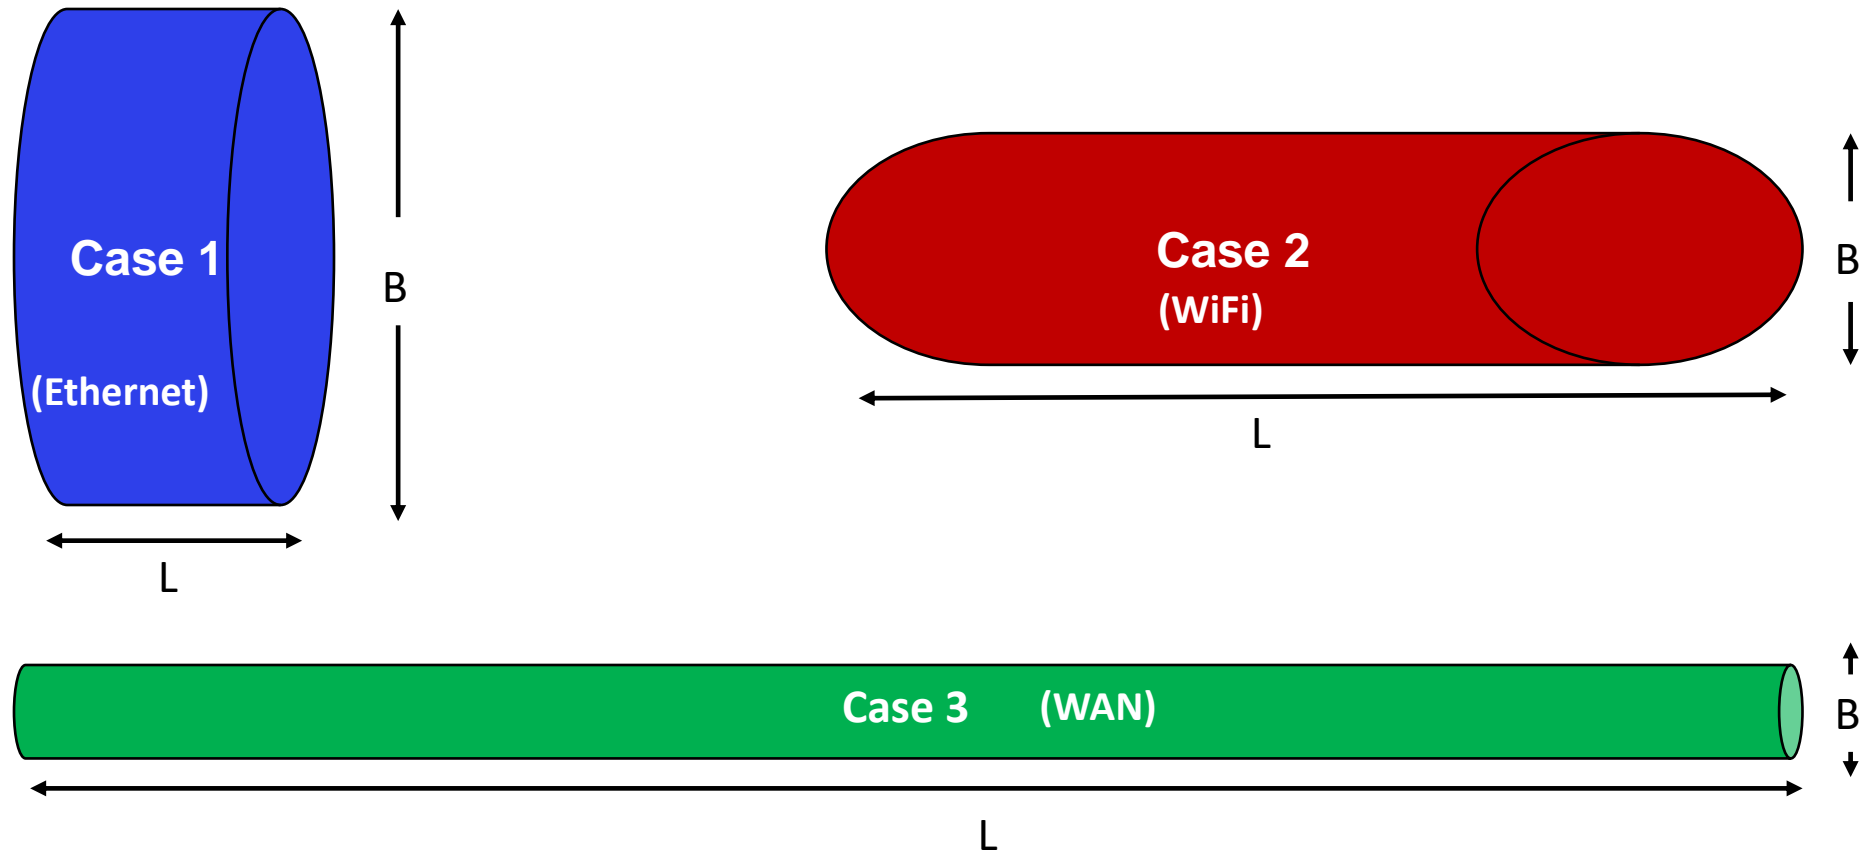 Case 1
(Ethernet)
B
L
Case 2
(WiFi)
B
L
Case 3 (WAN)
B
L